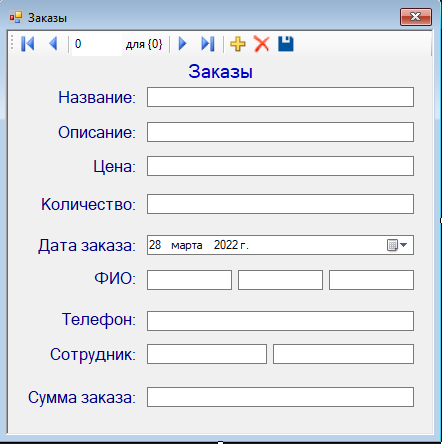 Заказы
0 для {0}
Заказы
Название:
Описание:
Цена:
Количество:
Дата заказа: 28 марта 2022 г.
ФИО:
Телефон:
Сотрудник:
Сумма заказа: